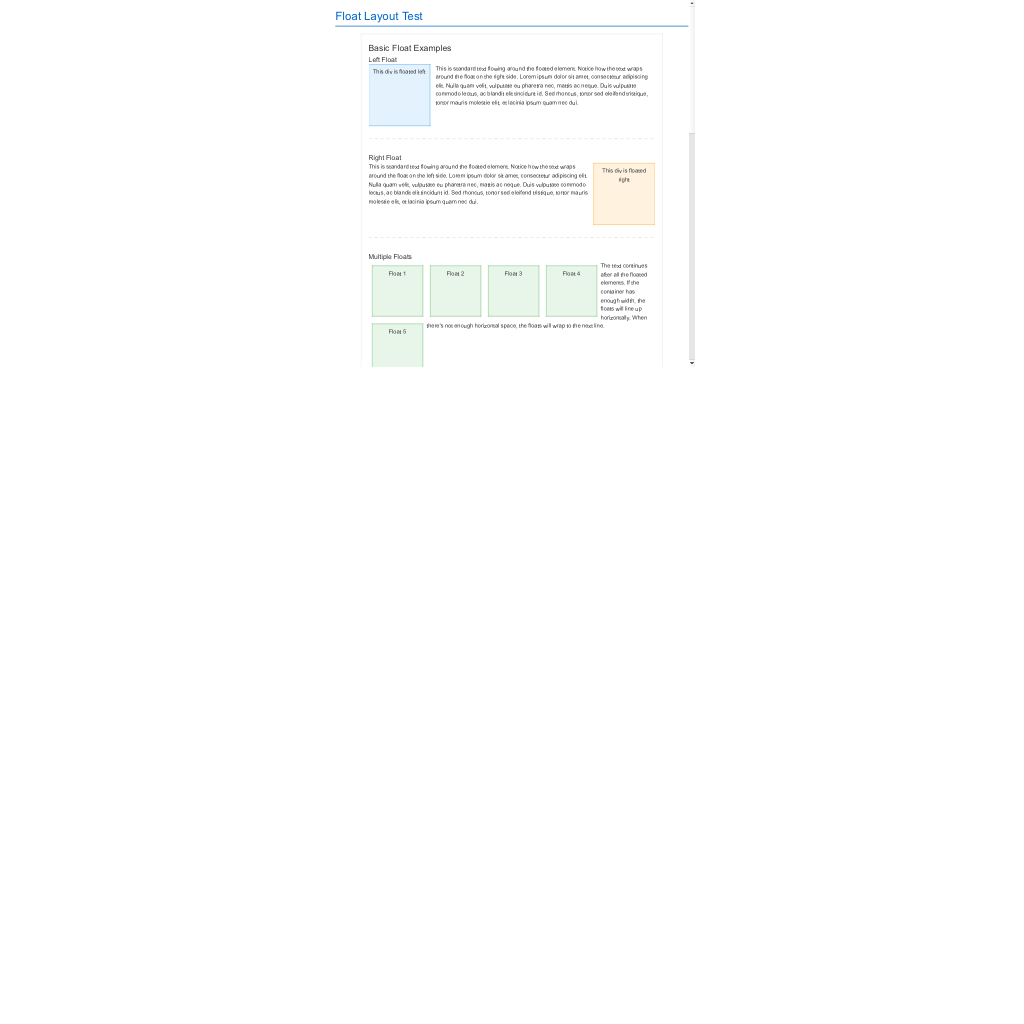 Float Layout Test
Basic Float Examples
Left Float
This div is floated left
This is standard text flowing around the floated element. Notice how the text wraps
around the float on the right side. Lorem ipsum dolor sit amet, consectetur adipiscing
elit. Nulla quam velit, vulputate eu pharetra nec, mattis ac neque. Duis vulputate
commodo lectus, ac blandit elit tincidunt id. Sed rhoncus, tortor sed eleifend tristique,
tortor mauris molestie elit, et lacinia ipsum quam nec dui.
Right Float
This is standard text flowing around the floated element. Notice how the text wraps
around the float on the left side. Lorem ipsum dolor sit amet, consectetur adipiscing elit.
Nulla quam velit, vulputate eu pharetra nec, mattis ac neque. Duis vulputate commodo
lectus, ac blandit elit tincidunt id. Sed rhoncus, tortor sed eleifend tristique, tortor mauris
molestie elit, et lacinia ipsum quam nec dui.
This div is floated
right
Multiple Floats
Float 1
Float 2
Float 3
Float 4
The text continues
after all the floated
elements. If the
container has
enough width, the
floats will line up
horizontally. When
Float 5
there's not enough horizontal space, the floats will wrap to the next line.